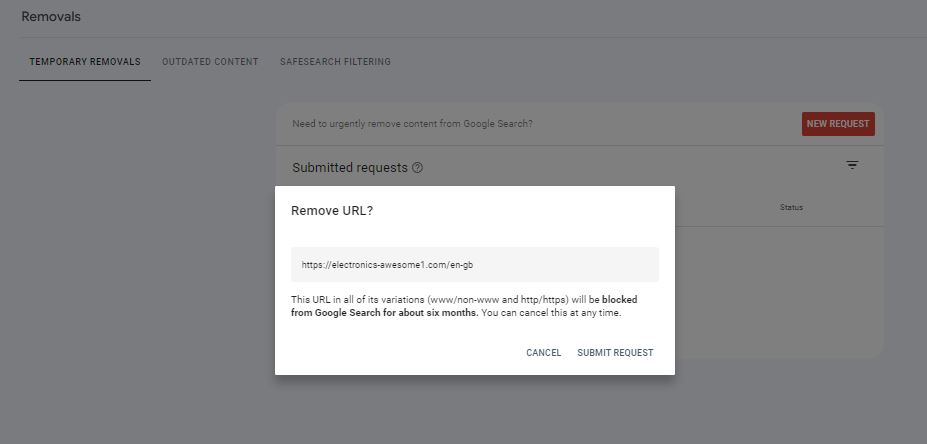 Removals
TEMPORARY REMOVALS OUTDATED CONTENT SAFESEARCH FILTERING
Need to urgently remove content from Google Search? NEW REQUEST
Submitted requests
Status
Remove URL?
https://electronics-awesome1.com/en-gb
This URL in all of its variations (www/non-www and http/https) will be blocked
from Google Search for about six months. You can cancel this at any time.
CANCEL SUBMIT REQUEST